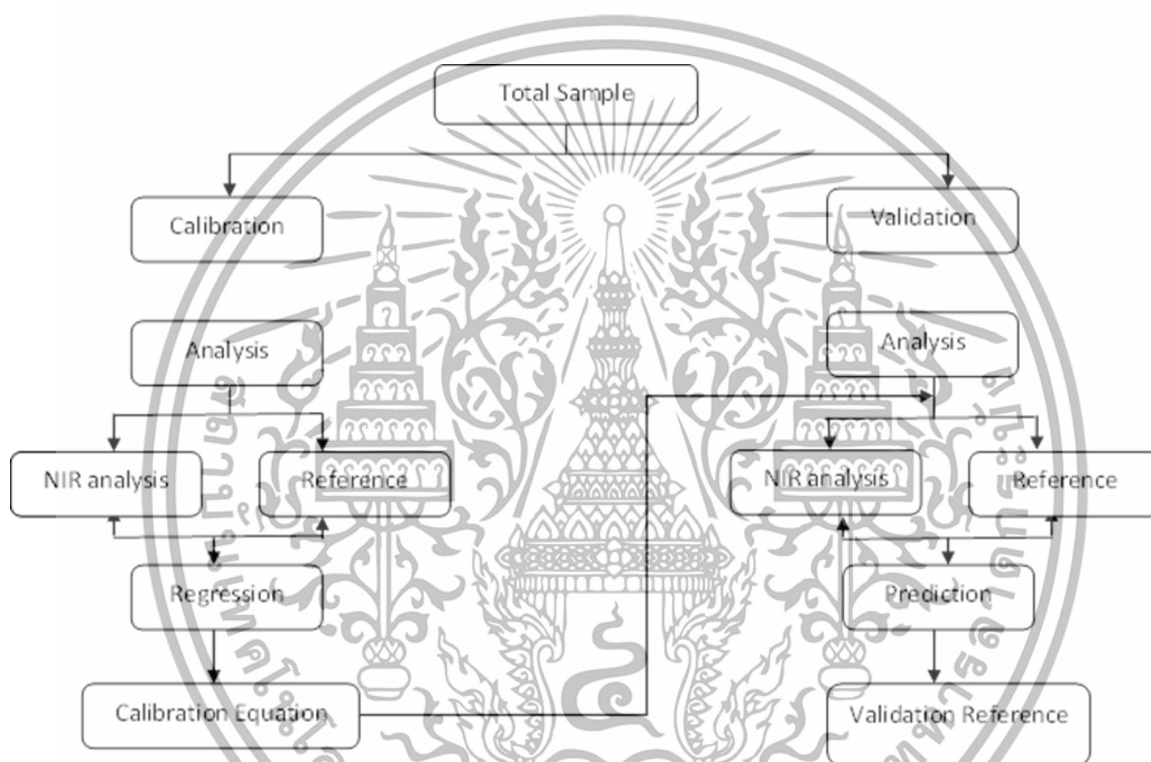 Total Sample
Calibration
Validation
Analysis
Analysis
NIR analysis
Reference
NIR analysis
Reference
Regression
Prediction
Calibration Equation
Validation Reference